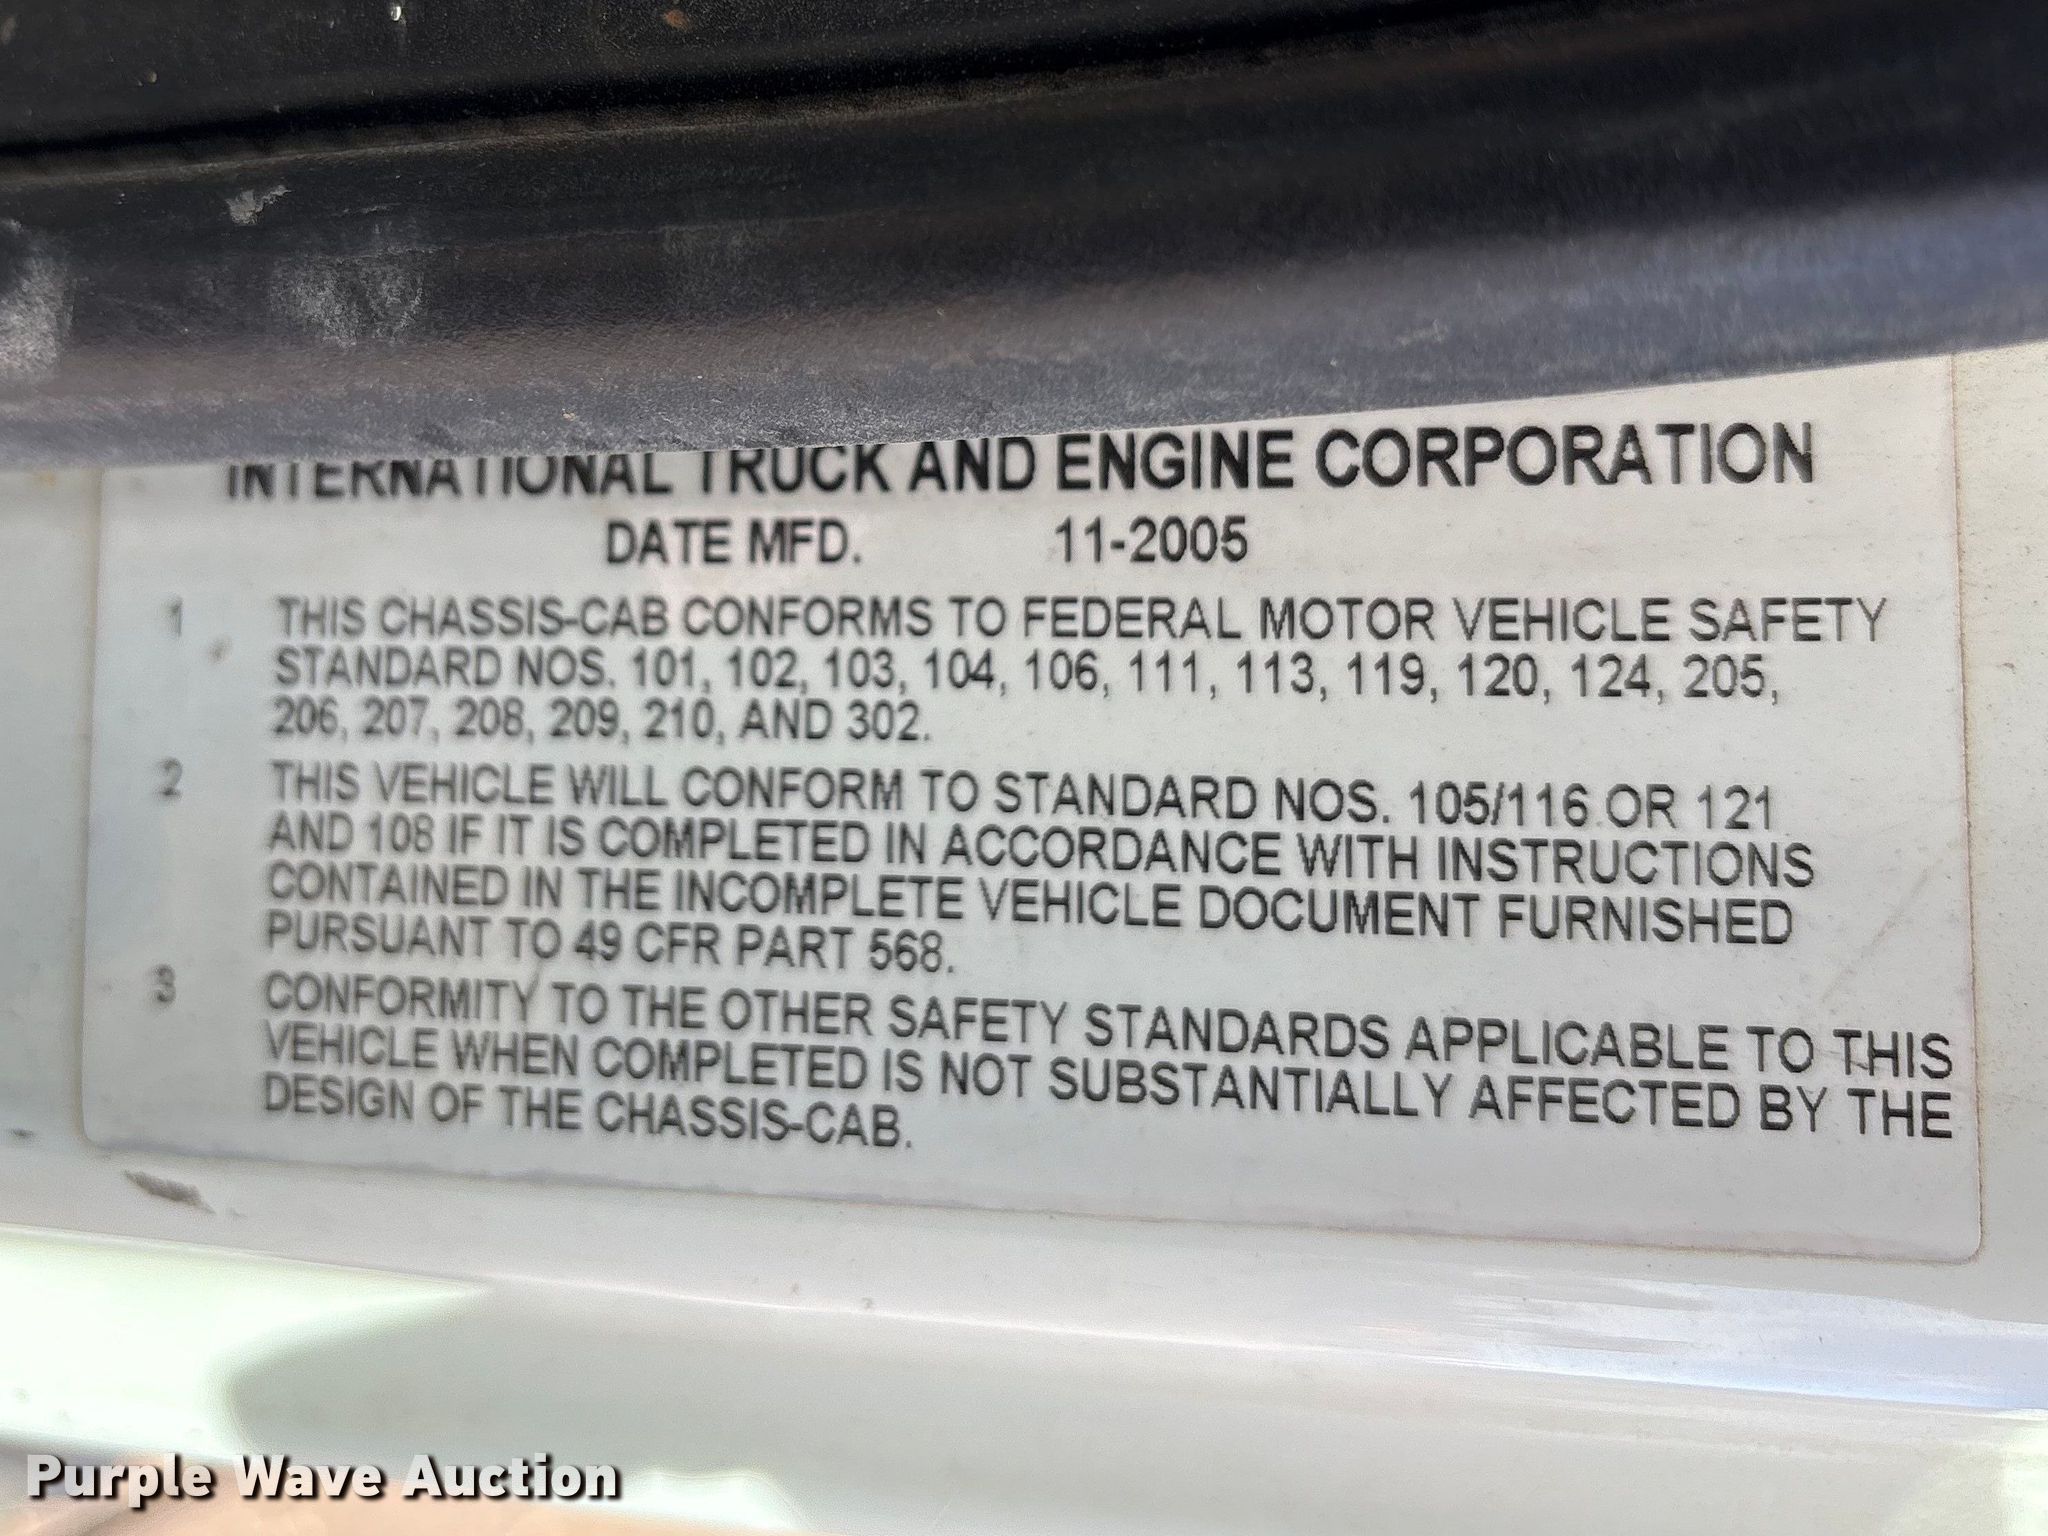 INTERNATIONAL TRUCK AND ENGINE CORPORATION
DATE MFD. 11-2005
1 THIS CHASSIS-CAB CONFORMS TO FEDERAL MOTOR VEHICLE SAFETY
STANDARD NOS. 101, 102, 103, 104, 106, 111, 113, 119, 120, 124, 205,
206, 207, 208, 209, 210, AND 302.
2 THIS VEHICLE WILL CONFORM TO STANDARD NOS. 105/116 OR 121
AND 108 IF IT IS COMPLETED IN ACCORDANCE WITH INSTRUCTIONS
CONTAINED IN THE INCOMPLETE VEHICLE DOCUMENT FURNISHED
PURSUANT TO 49 CFR PART 568.
3 CONFORMITY TO THE OTHER SAFETY STANDARDS APPLICABLE TO THIS
VEHICLE WHEN COMPLETED IS NOT SUBSTANTIALLY AFFECTED BY THE
DESIGN OF THE CHASSIS-CAB.
Purple Wave Auction